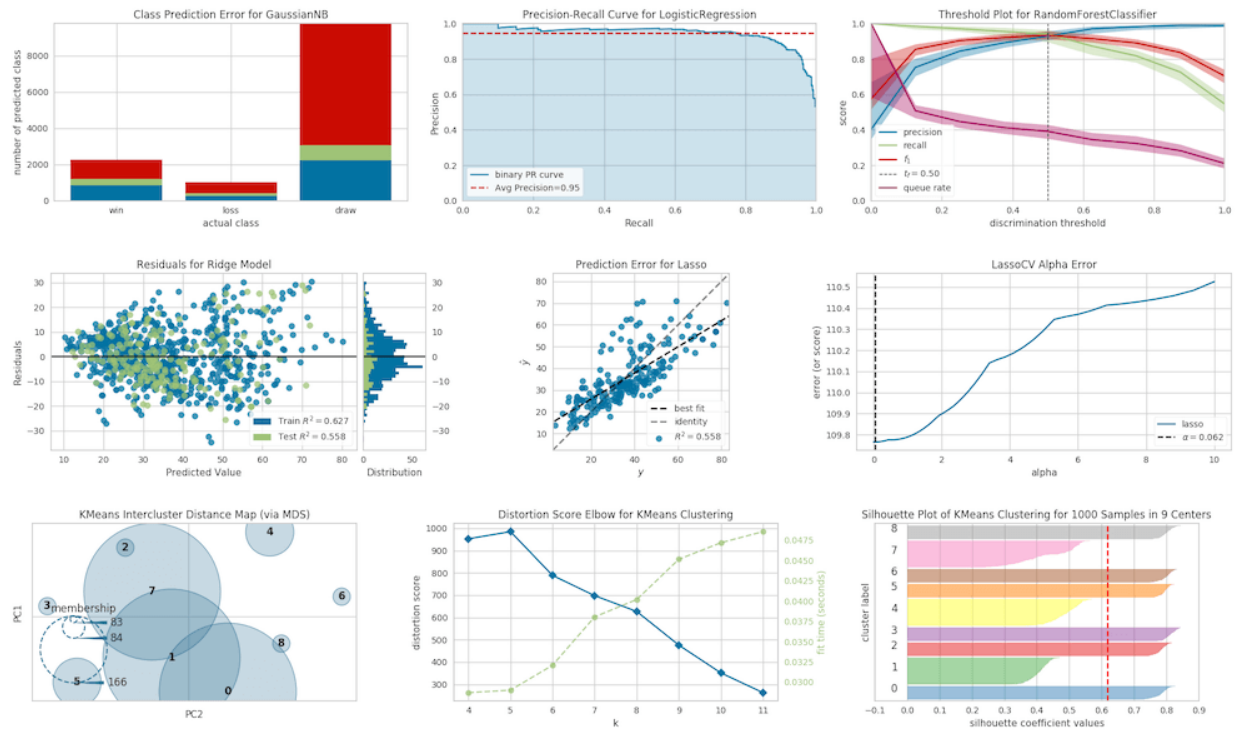 Class Prediction Error for GaussianNB
number of predicted class
8000
6000
4000
2000
0
win loss draw
actual class
Precision-Recall Curve for LogisticRegression
Precision
1.0
0.8
0.6
0.4
0.2
0.0
binary PR curve
Avg Precision=0.95
0.0 0.2 0.4 0.6 0.8 1.0
Recall
Threshold Plot for RandomForestClassifier
score
1.0
0.8
0.6
0.4
0.2
0.0
precision
recall
f1
tf = 0.50
queue rate
0.0 0.2 0.4 0.6 0.8 1.0
discrimination threshold
Residuals for Ridge Model
Residuals
30
20
10
0
−10
−20
−30
Train R² = 0.627
Test R² = 0.558
10 20 30 40 50 60 70 80
Predicted Value
30
20
10
0
−10
−20
−30
50
Distribution
Prediction Error for Lasso
ŷ
80
70
60
50
40
30
20
10
best fit
identity
R² = 0.558
20 40 60 80
y
LassoCV Alpha Error
error (or score)
110.5
110.4
110.3
110.2
110.1
110.0
109.9
109.8
lasso
α = 0.062
0 2 4 6 8 10
alpha
KMeans Intercluster Distance Map (via MDS)
PC1
4
2
7
6
3
membership
83
84
8
1
5
166
0
PC2
Distortion Score Elbow for KMeans Clustering
distortion score
1000
900
800
700
600
500
400
300
0.0475
0.0450
0.0425
0.0400
0.0375
0.0350
0.0325
0.0300
fit time (seconds)
4 5 6 7 8 9 10 11
k
Silhouette Plot of KMeans Clustering for 1000 Samples in 9 Centers
cluster label
8
7
6
5
4
3
2
1
0
−0.1 0.0 0.1 0.2 0.3 0.4 0.5 0.6 0.7 0.8 0.9
silhouette coefficient values